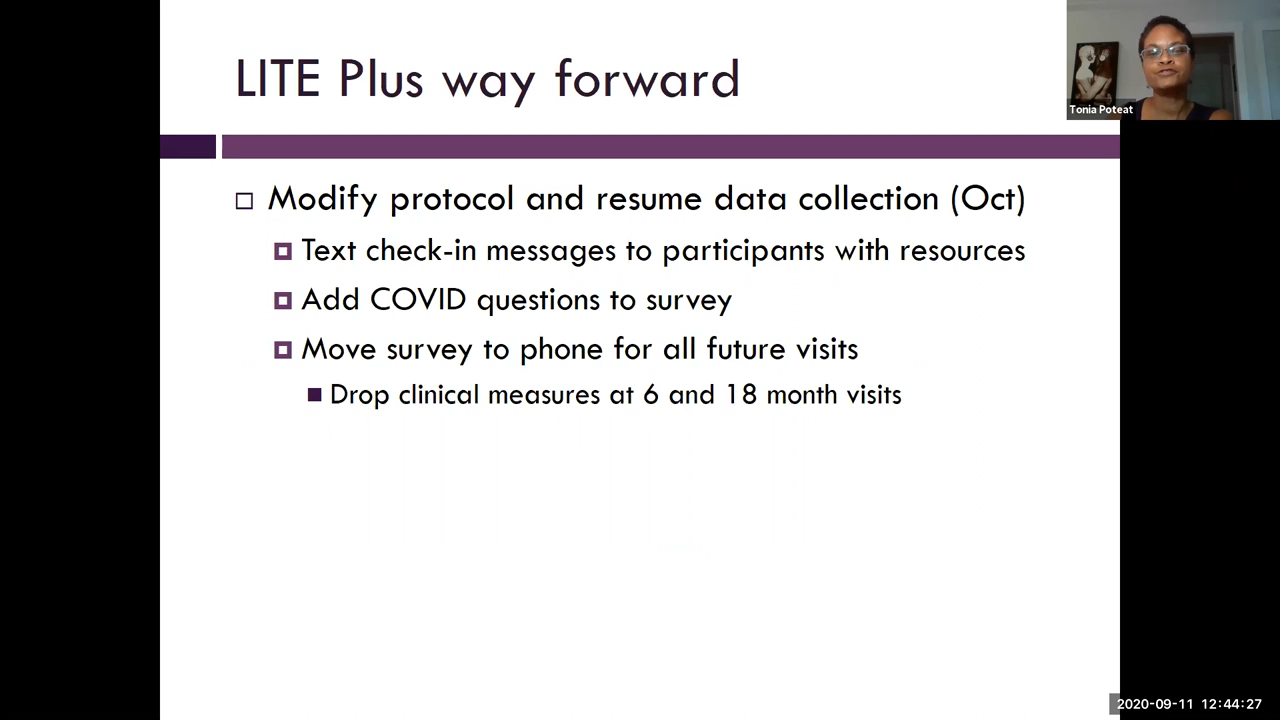 LITE Plus way forward
Tonia Poteat
Modify protocol and resume data collection (Oct)
Text check-in messages to participants with resources
Add COVID questions to survey
Move survey to phone for all future visits
Drop clinical measures at 6 and 18 month visits
2020-09-11 12:44:27